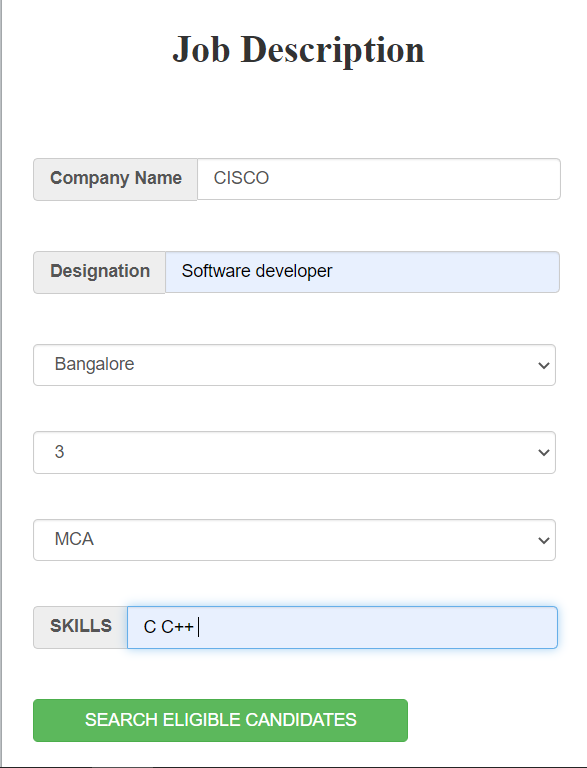 Job Description
Company Name CISCO
Designation Software developer
Bangalore
3
MCA
SKILLS C C++
SEARCH ELIGIBLE CANDIDATES